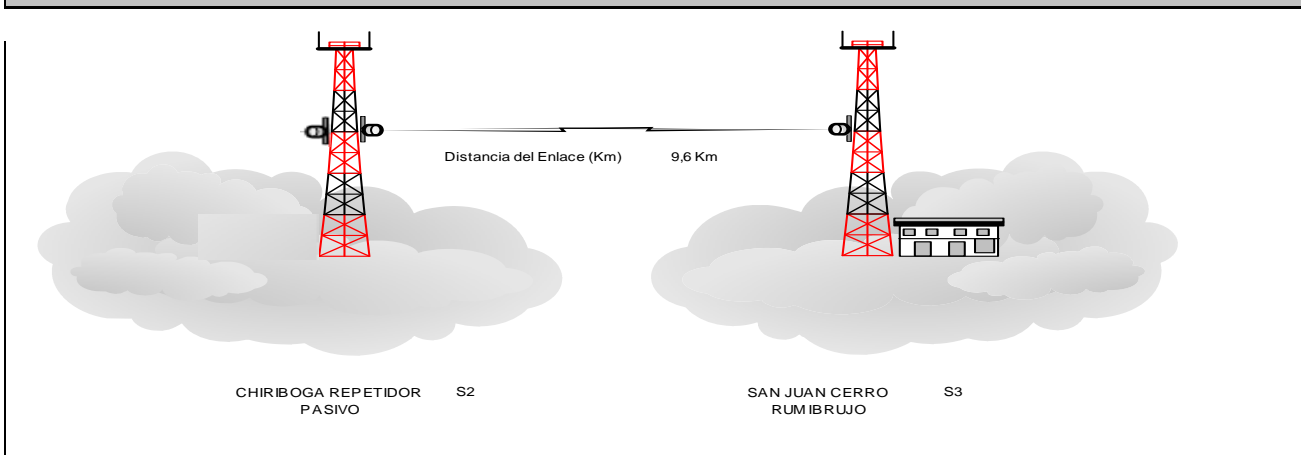 Distancia del Enlace (Km) 9,6 Km
CHIRIBOGA REPETIDOR PASIVO S2
SAN JUAN CERRO RUMIBRUJO S3